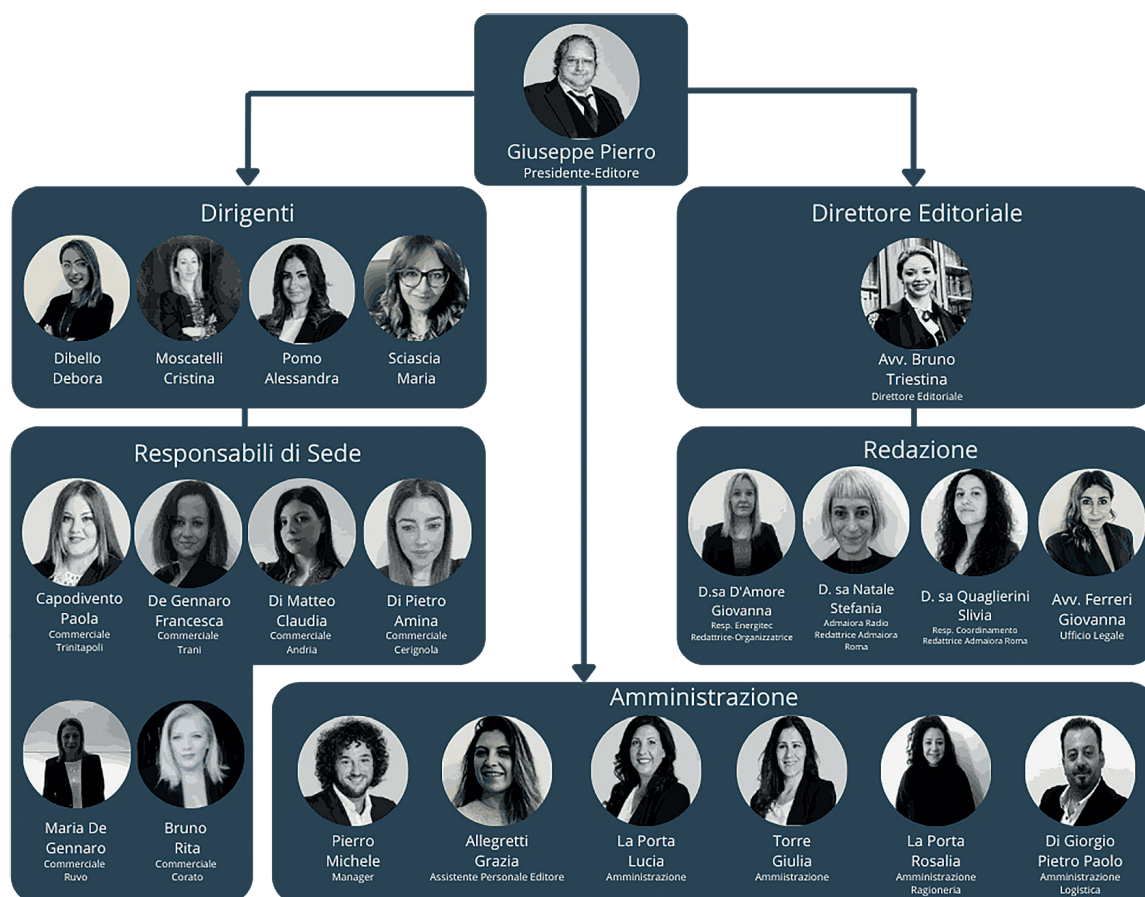 Giuseppe Pierro
Presidente-Editore
Dirigenti
Dibello
Debora
Moscatelli
Cristina
Pomo
Alessandra
Sciascia
Maria
Direttore Editoriale
Avv. Bruno
Triestina
Direttore Editoriale
Responsabili di Sede
Capodivento
Paola
Commerciale
Trinitapoli
De Gennaro
Francesca
Commerciale
Trani
Di Matteo
Claudia
Commerciale
Andria
Di Pietro
Amina
Commerciale
Cerignola
Maria De
Gennaro
Commerciale
Ruvo
Bruno
Rita
Commerciale
Corato
Redazione
D.sa D'Amore
Giovanna
Resp. Energitec
Redattrice-Organizzatrice
D. sa Natale
Stefania
Admaiora Radio
Redattrice Admaiora
Roma
D. sa Quaglierini
Slivia
Resp. Coordinamento
Redattrice Admaiora Roma
Avv. Ferreri
Giovanna
Ufficio Legale
Amministrazione
Pierro
Michele
Manager
Allegretti
Grazia
Assistente Personale Editore
La Porta
Lucia
Amministrazione
Torre
Giulia
Ammiistrazione
La Porta
Rosalia
Amministrazione
Ragioneria
Di Giorgio
Pietro Paolo
Amministrazione
Logistica